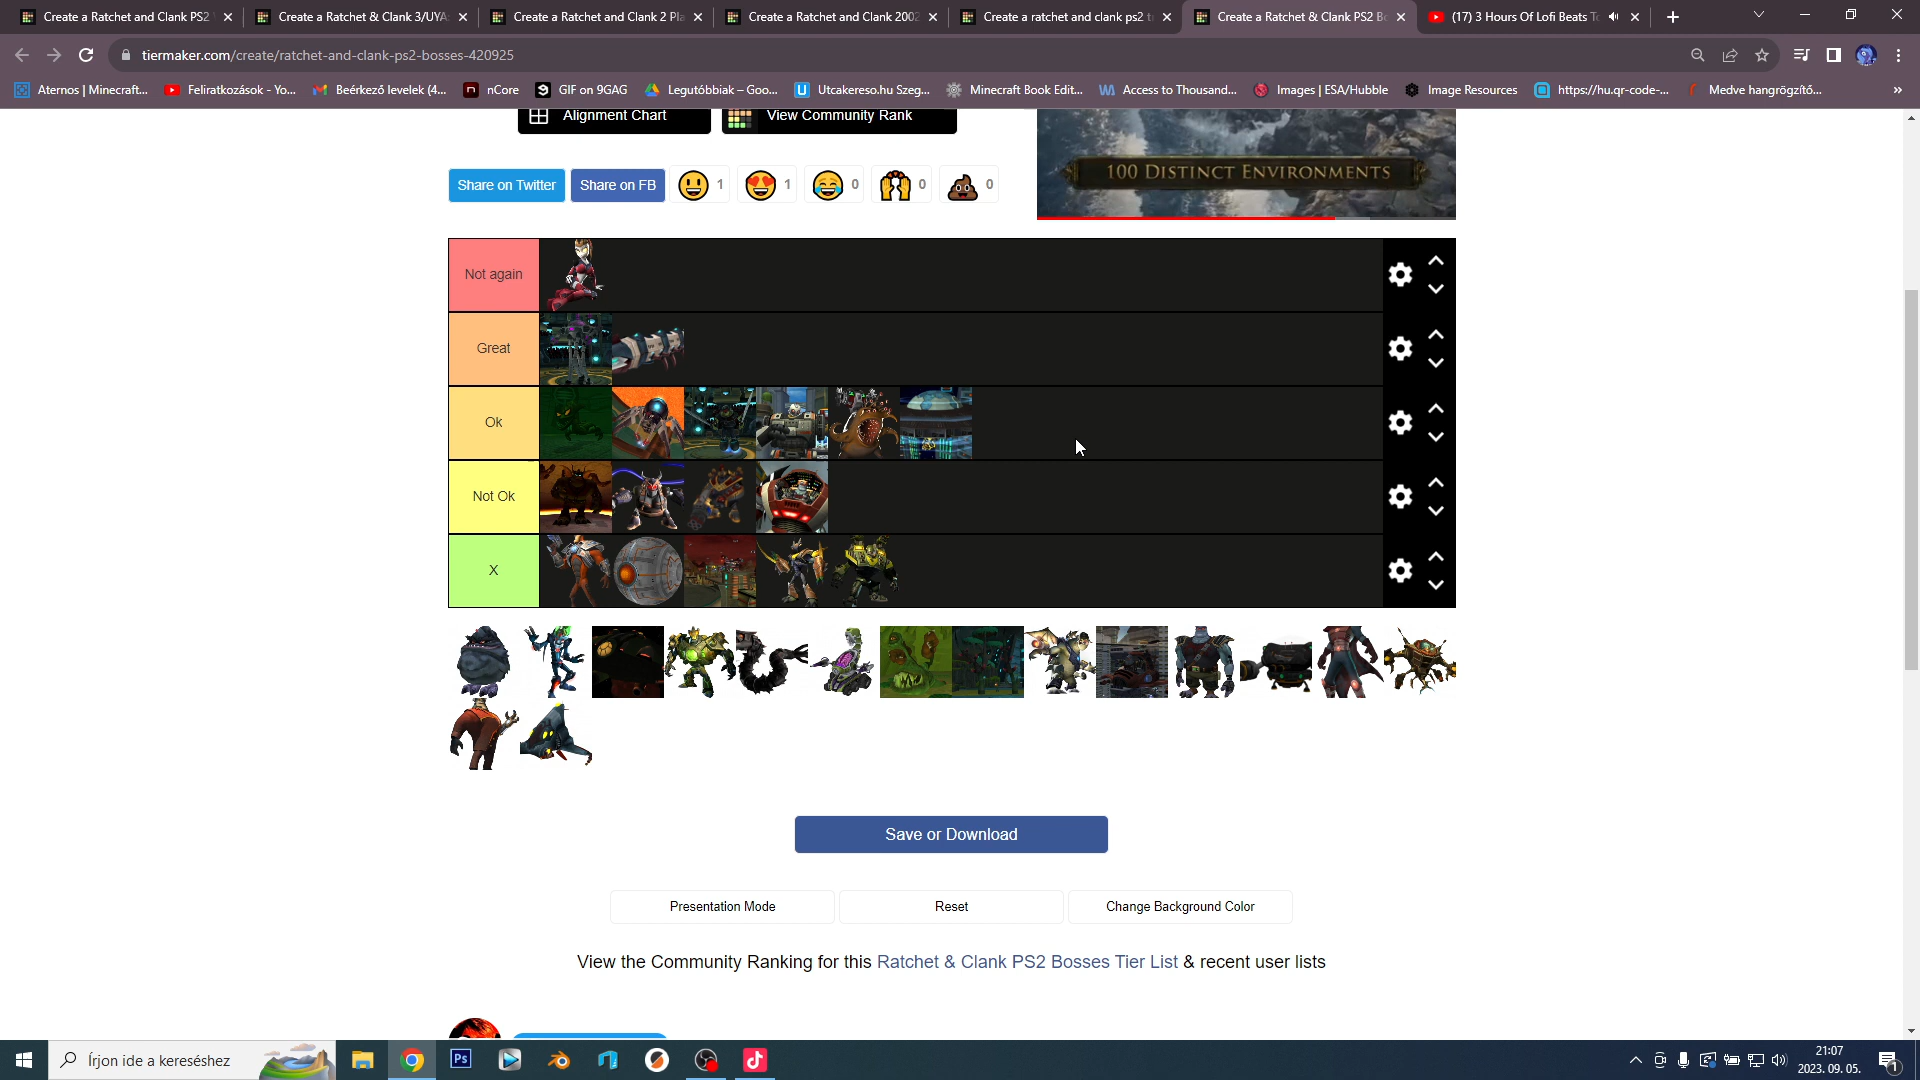 Create a Ratchet and Clank PS2
Create a Ratchet & Clank 3/UYA
Create a Ratchet and Clank 2 Pla
Create a Ratchet and Clank 2002
Create a ratchet and clank ps2 t
Create a Ratchet & Clank PS2 B
(17) 3 Hours Of Lofi Beats T
tiermaker.com/create/ratchet-and-clank-ps2-bosses-420925
Aternos | Minecraft...
Feliratkozások - Yo...
Beérkező levelek (4...
nCore
GIF on 9GAG
Legutóbbiak – Goo...
Utcakereso.hu Szeg...
Minecraft Book Edit...
Access to Thousand...
Images | ESA/Hubble
Image Resources
https://hu.qr-code-...
Medve hangrögzítő...
»
Alignment Chart
View Community Rank
100 DISTINCT ENVIRONMENTS
Share on Twitter
Share on FB
1
1
0
0
0
Not again
Great
Ok
Not Ok
X
Save or Download
Presentation Mode
Reset
Change Background Color
View the Community Ranking for this Ratchet & Clank PS2 Bosses Tier List & recent user lists
Írjon ide a kereséshez
Ps
21:07
2023. 09. 05.
1